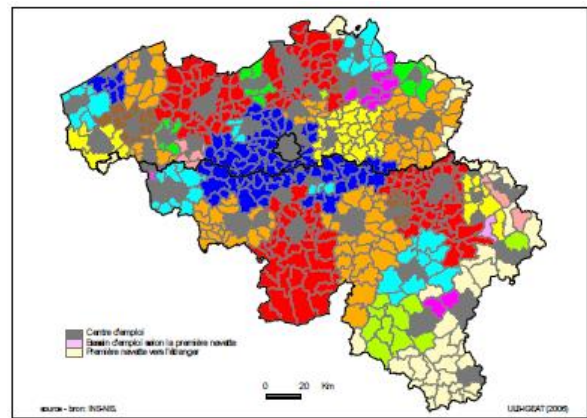 Centre d'emploi
Bassin d'emploi selon la première navette
Première navette vers l'étranger
0 20 Km
source - bron: INS-NIS. ULB-IGEAT (2006)